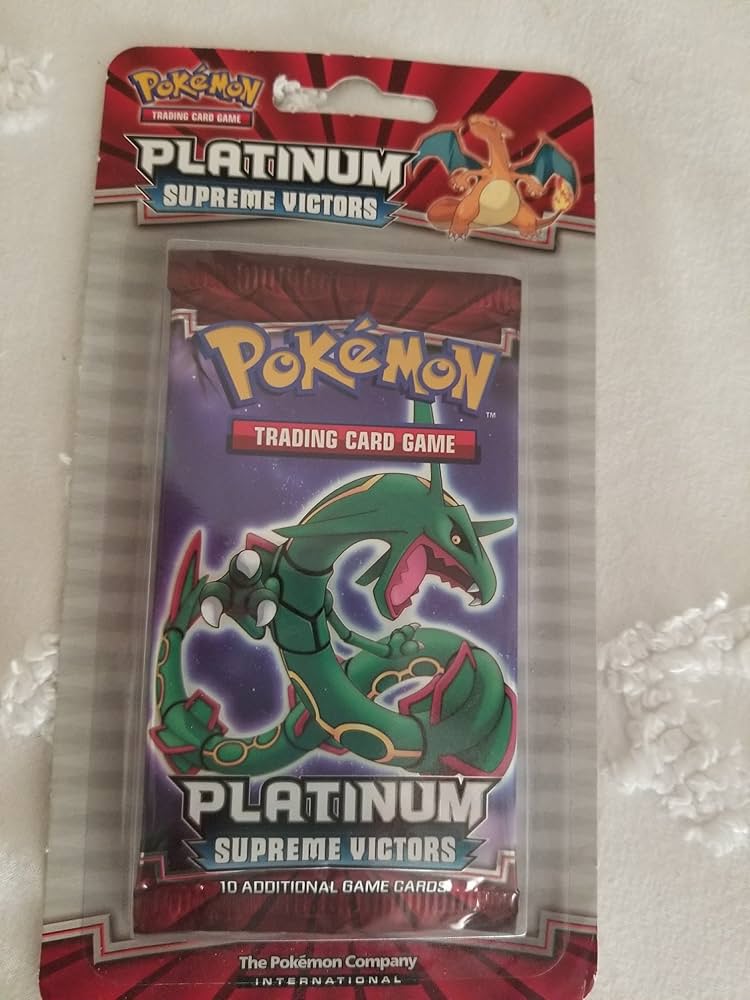 POKéMON
TRADING CARD GAME
PLATINUM
SUPREME VICTORS
POKéMON
TM
TRADING CARD GAME
PLATINUM
SUPREME VICTORS
10 ADDITIONAL GAME CARDS
The Pokémon Company
INTERNATIONAL